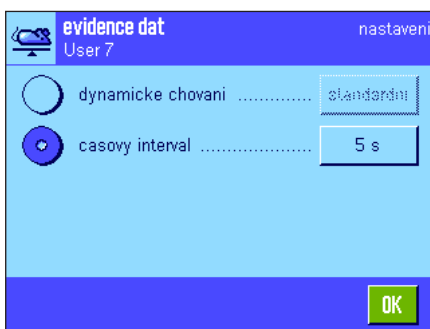 evidence dat
nastaveni
User 7
dynamicke chovani ............. standardni
casovy interval .................... 5 s
OK